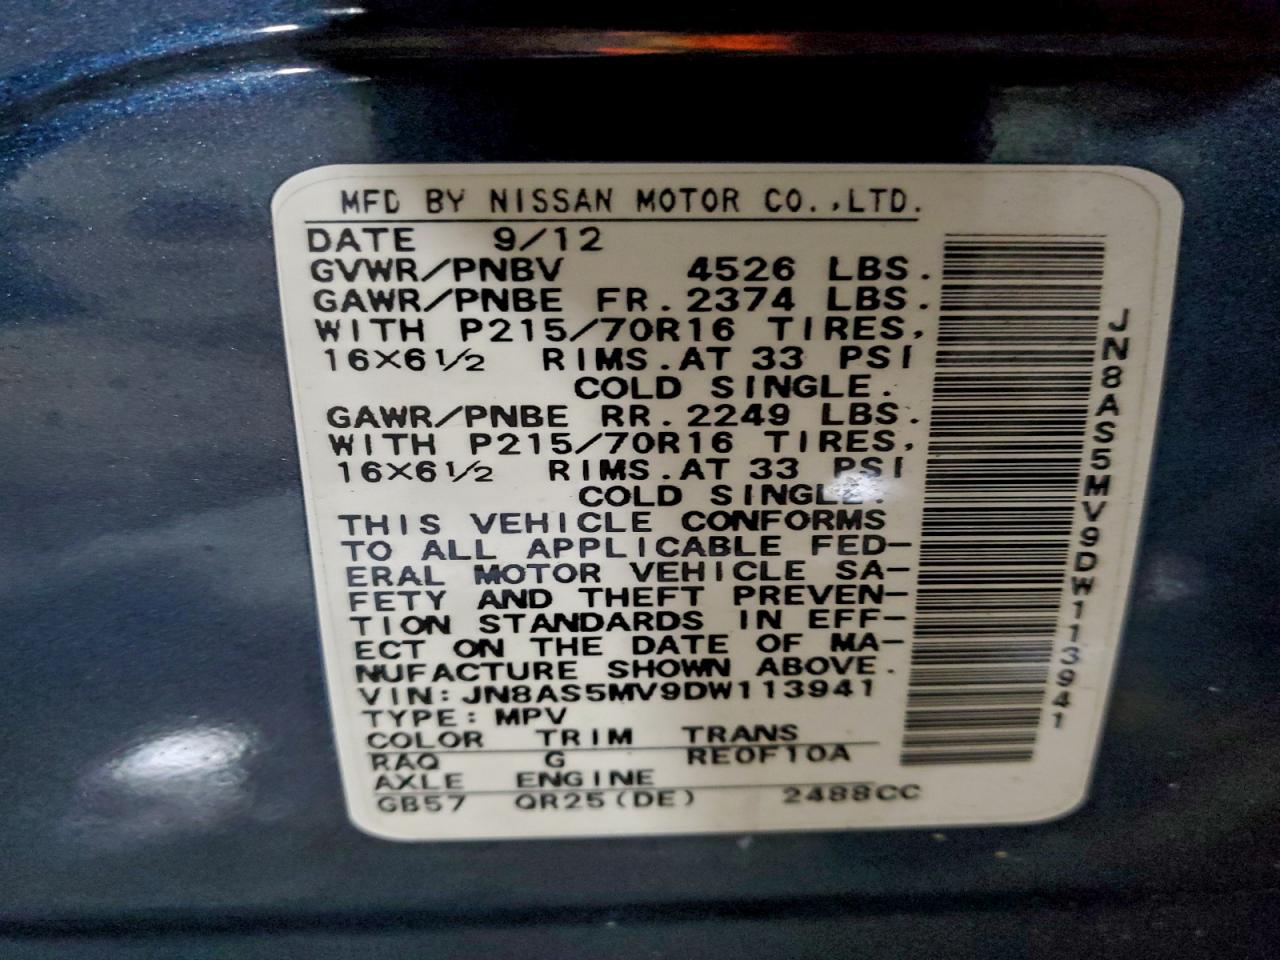 MFD BY NISSAN MOTOR CO.,LTD.
DATE 9/12
GVWR/PNBV 4526 LBS.
GAWR/PNBE FR. 2374 LBS.
WITH P215/70R16 TIRES,
16X6 1/2 RIMS. AT 33 PSI
COLD SINGLE.
GAWR/PNBE RR. 2249 LBS.
WITH P215/70R16 TIRES,
16X6 1/2 RIMS. AT 33 PSI
COLD SINGLE.
THIS VEHICLE CONFORMS
TO ALL APPLICABLE FED-
ERAL MOTOR VEHICLE SA-
FETY AND THEFT PREVEN-
TION STANDARDS IN EFF-
ECT ON THE DATE OF MA-
NUFACTURE SHOWN ABOVE.
VIN: JN8AS5MV9DW113941
TYPE: MPV
COLOR TRIM TRANS
RAQ G RE0F10A
AXLE ENGINE
GB57 QR25(DE) 2488CC
JN8AS5MV9DW113941